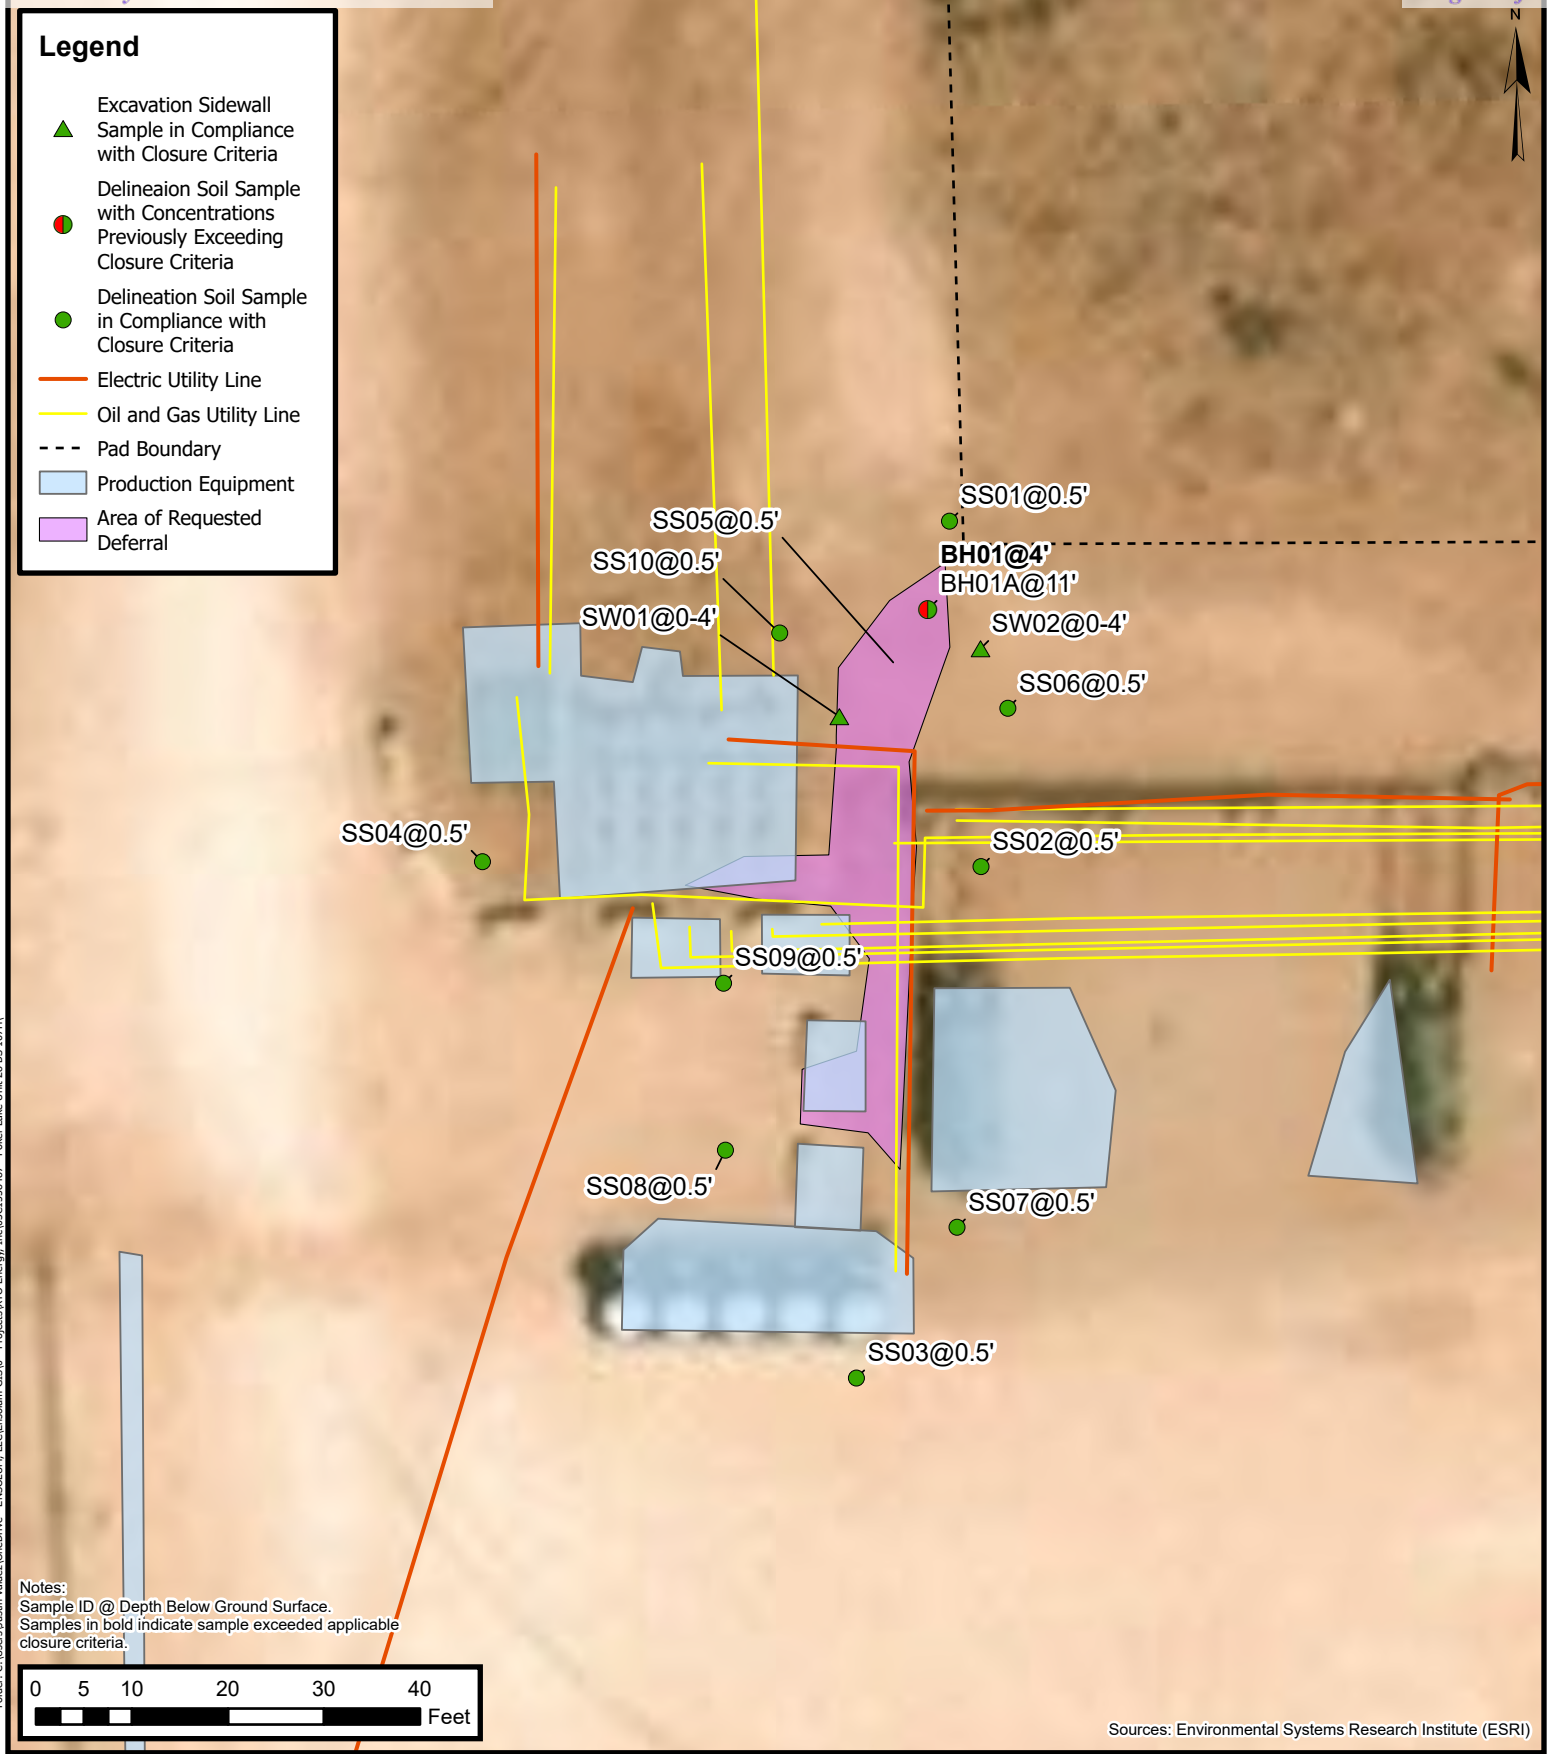 Legend
Excavation Sidewall
Sample in Compliance
with Closure Criteria
Delineaion Soil Sample
with Concentrations
Previously Exceeding
Closure Criteria
Delineation Soil Sample
in Compliance with
Closure Criteria
Electric Utility Line
Oil and Gas Utility Line
Pad Boundary
Production Equipment
Area of Requested
Deferral
N
SS01@0.5'
SS05@0.5'
BH01@4'
SS10@0.5'
BH01A@11'
SW01@0-4'
SW02@0-4'
SS06@0.5'
SS04@0.5'
SS02@0.5'
SS09@0.5'
SS08@0.5'
SS07@0.5'
SS03@0.5'
Notes:
Sample ID @ Depth Below Ground Surface.
Samples in bold indicate sample exceeded applicable
closure criteria.
0 5 10 20 30 40
Feet
Sources: Environmental Systems Research Institute (ESRI)